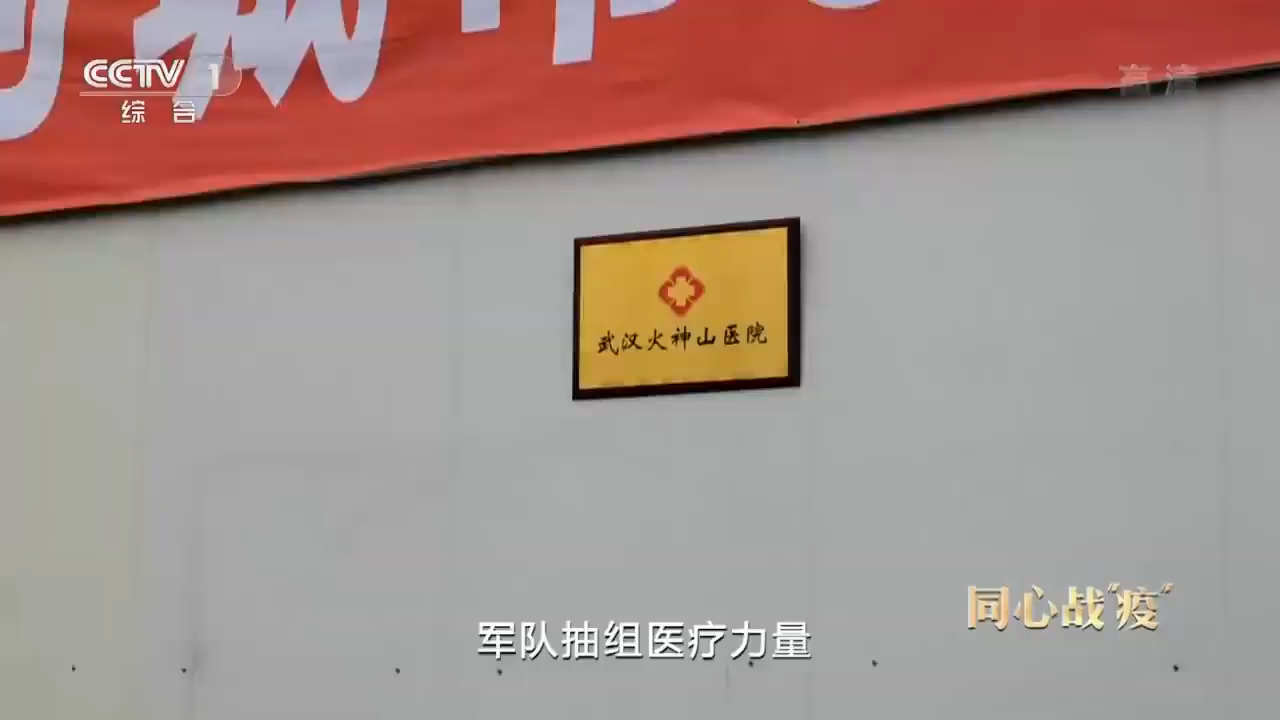 CCTV 1
综合
高清
武汉火神山医院
同心战"疫"
军队抽组医疗力量